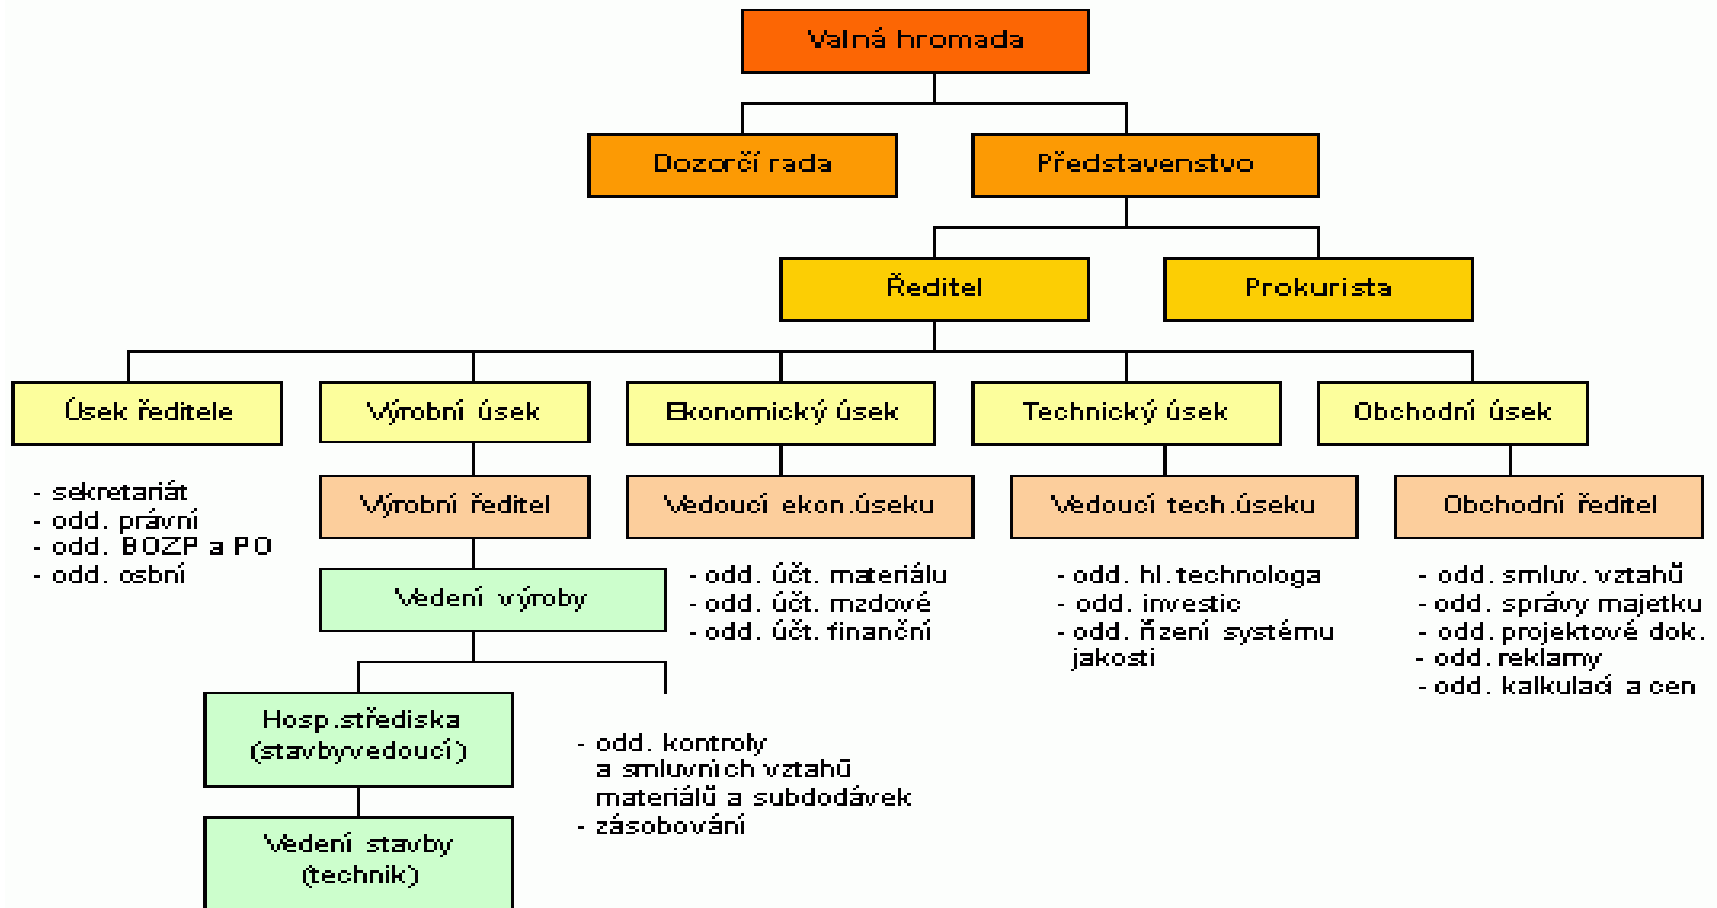 Valná hromada
Dozorčí rada
Představenstvo
Ředitel
Prokurista
Úsek ředitele
Výrobní úsek
Ekonomický úsek
Technický úsek
Obchodní úsek
- sekretariát
- odd. právní
- odd. BOZP a PO
- odd. osbní
Výrobní ředitel
Vedoucí ekon.úseku
Vedoucí tech.úseku
Obchodní ředitel
Vedení výroby
- odd. účt. materiálu
- odd. účt. mzdové
- odd. účt. finanční
- odd. hl.technologa
- odd. investic
- odd. řízení systému
jakosti
- odd. smluv. vztahů
- odd. správy majetku
- odd. projektové dok.
- odd. reklamy
- odd. kalkulací a cen
Hosp.střediska
(stavbyvedoucí)
- odd. kontroly
a smluvních vztahů
materiálů a subdodávek
- zásobování
Vedení stavby
(technik)